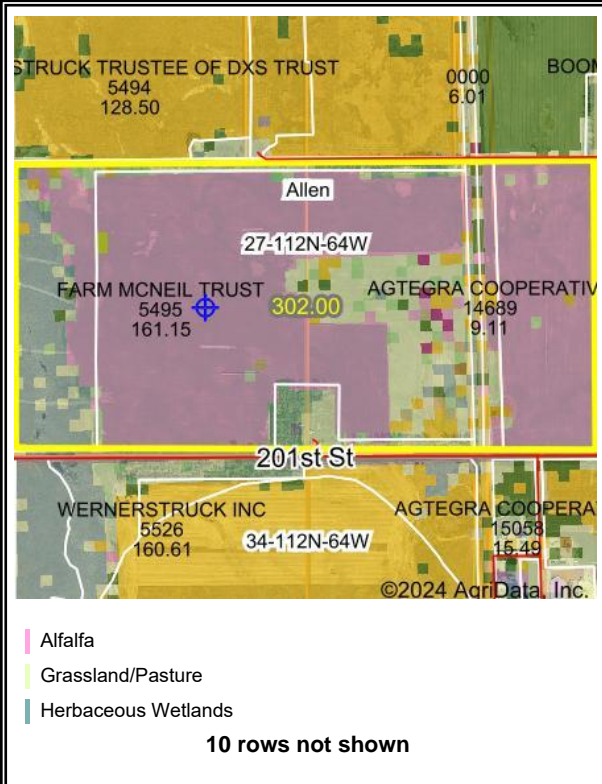 STRUCK TRUSTEE OF DXS TRUST
5494
128.50
0000
6.01
BOOM
Allen
27-112N-64W
FARM MCNEIL TRUST
5495
161.15
302.00
AGTEGRA COOPERATIV
14689
9.11
201st St
WERNERSTRUCK INC
5526
160.61
34-112N-64W
AGTEGRA COOPERA
15058
15.49
©2024 AgriData, Inc.
Alfalfa
Grassland/Pasture
Herbaceous Wetlands
10 rows not shown